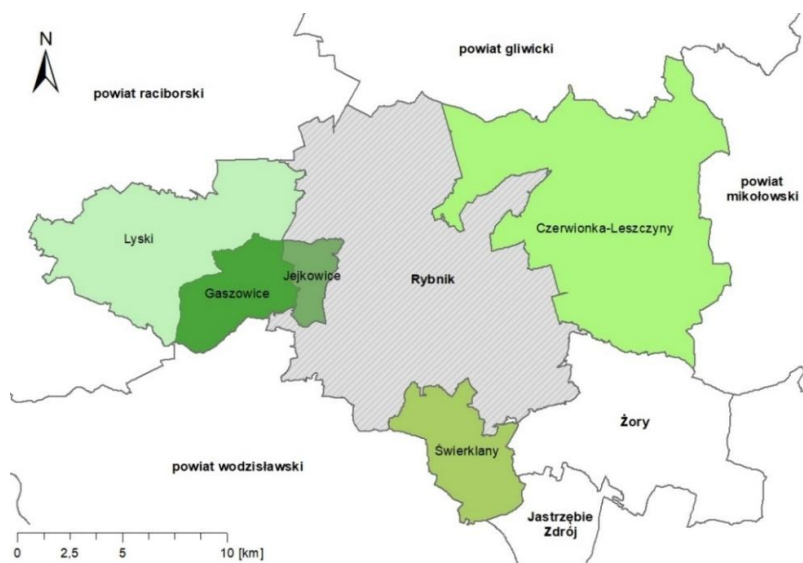 N
powiat gliwicki
powiat raciborski
powiat
mikołowski
Lyski
Czerwionka-Leszczyny
Jejkowice
Rybnik
Gaszowice
Żory
Świerklany
powiat wodzisławski
Jastrzębie
Zdrój
0 2,5 5 10 [km]